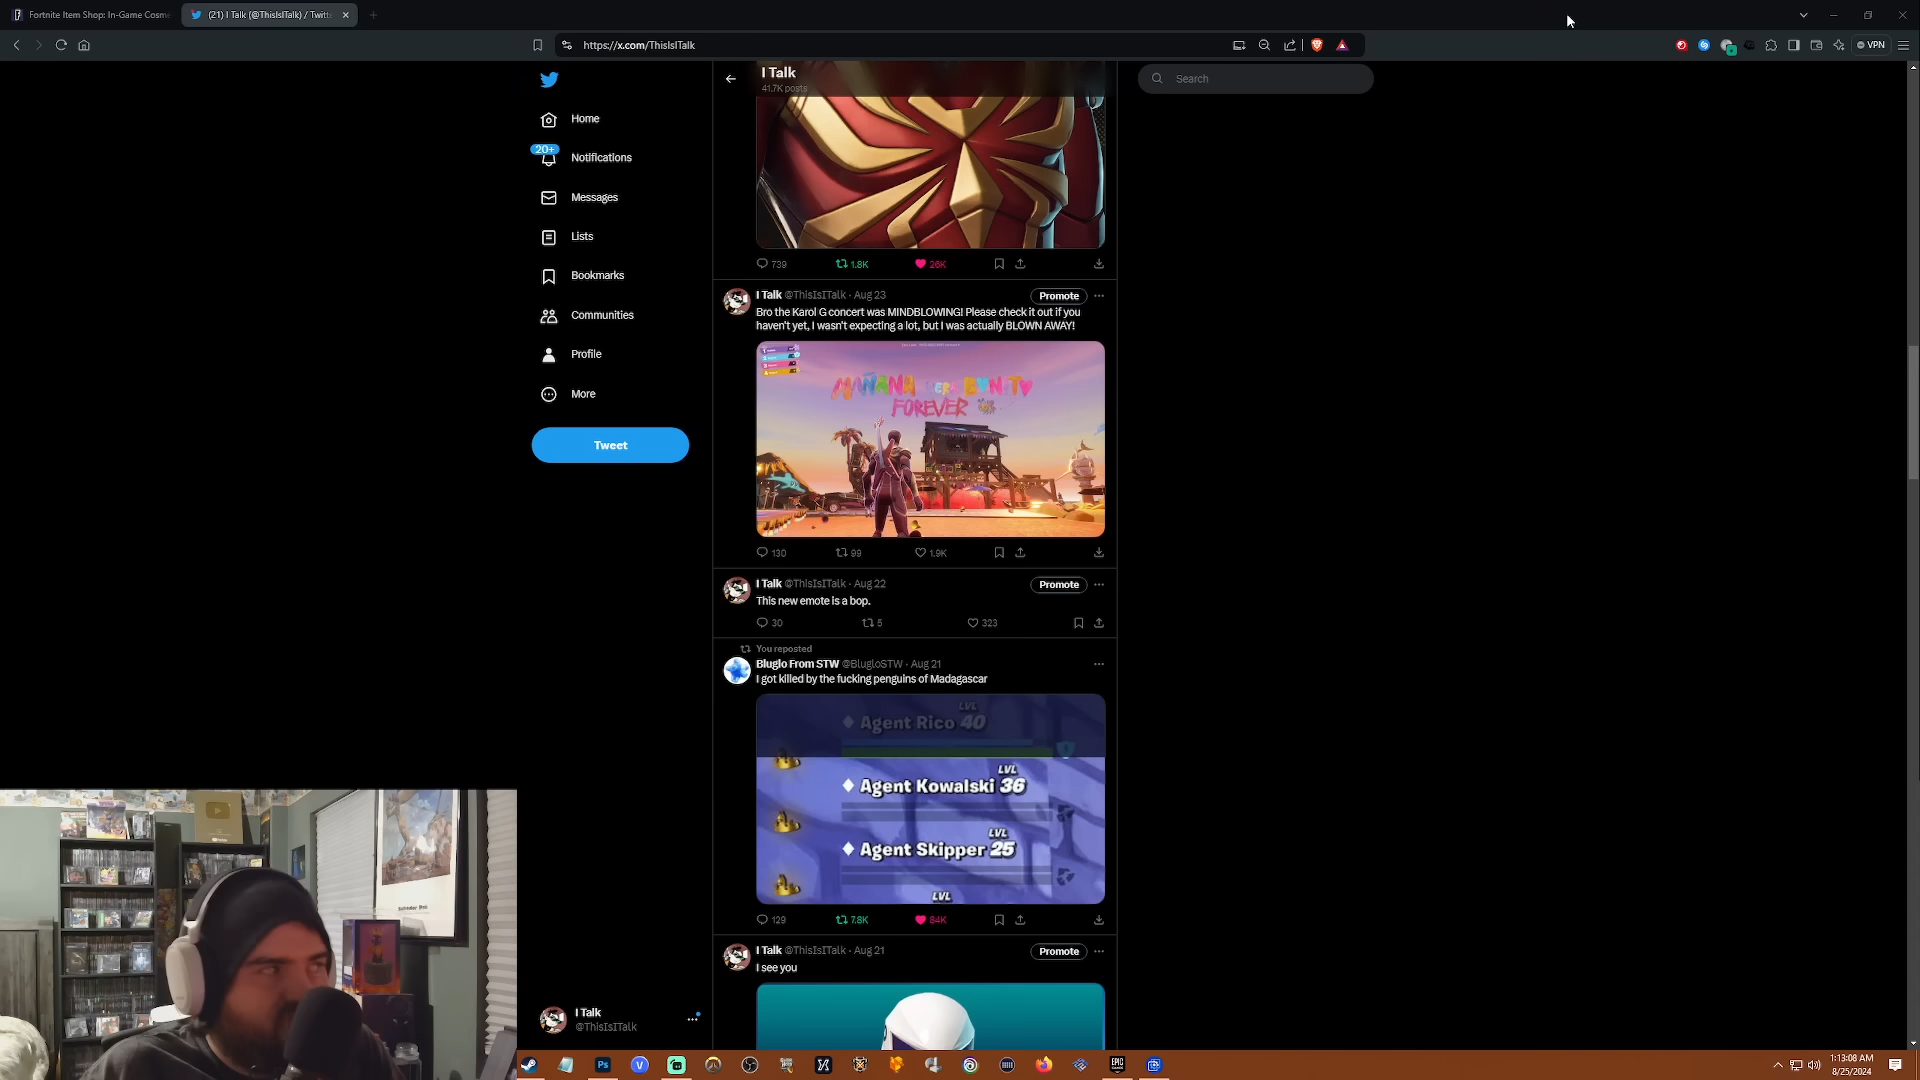 Fortnite Item Shop: In-Game Cosme
(21) I Talk (@ThisIsITalk) / Twitt
https://x.com/ThisIsITalk
VPN
I Talk
41.7K posts
Search
Home
20+
Notifications
Messages
Lists
Bookmarks
Communities
Profile
More
Tweet
739
1.8K
26K
I Talk @ThisIsITalk · Aug 23
Promote
Bro the Karol G concert was MINDBLOWING! Please check it out if you
haven't yet, I wasn't expecting a lot, but I was actually BLOWN AWAY!
MAÑANA SERÁ BONITO
FOREVER
130
99
1.9K
I Talk @ThisIsITalk · Aug 22
Promote
This new emote is a bop.
30
5
323
You reposted
Bluglo From STW @BlugloSTW · Aug 21
I got killed by the fucking penguins of Madagascar
LVL
Agent Rico 40
LVL
Agent Kowalski 36
LVL
Agent Skipper 25
LVL
129
7.8K
84K
I Talk @ThisIsITalk · Aug 21
Promote
I see you
I Talk
@ThisIsITalk
Ps
EPIC
1:13:08 AM
8/25/2024